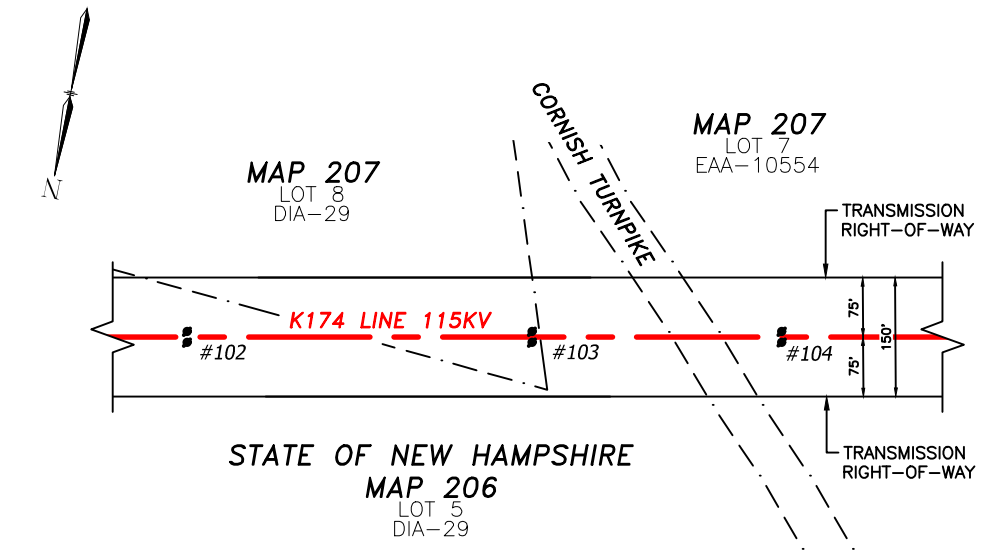 N
MAP 207
LOT 8
DIA-29
CORNISH TURNPIKE
MAP 207
LOT 7
EAA-10554
TRANSMISSION
RIGHT-OF-WAY
K174 LINE 115KV
#102
#103
#104
75'
150'
75'
STATE OF NEW HAMPSHIRE
MAP 206
LOT 5
DIA-29
TRANSMISSION
RIGHT-OF-WAY